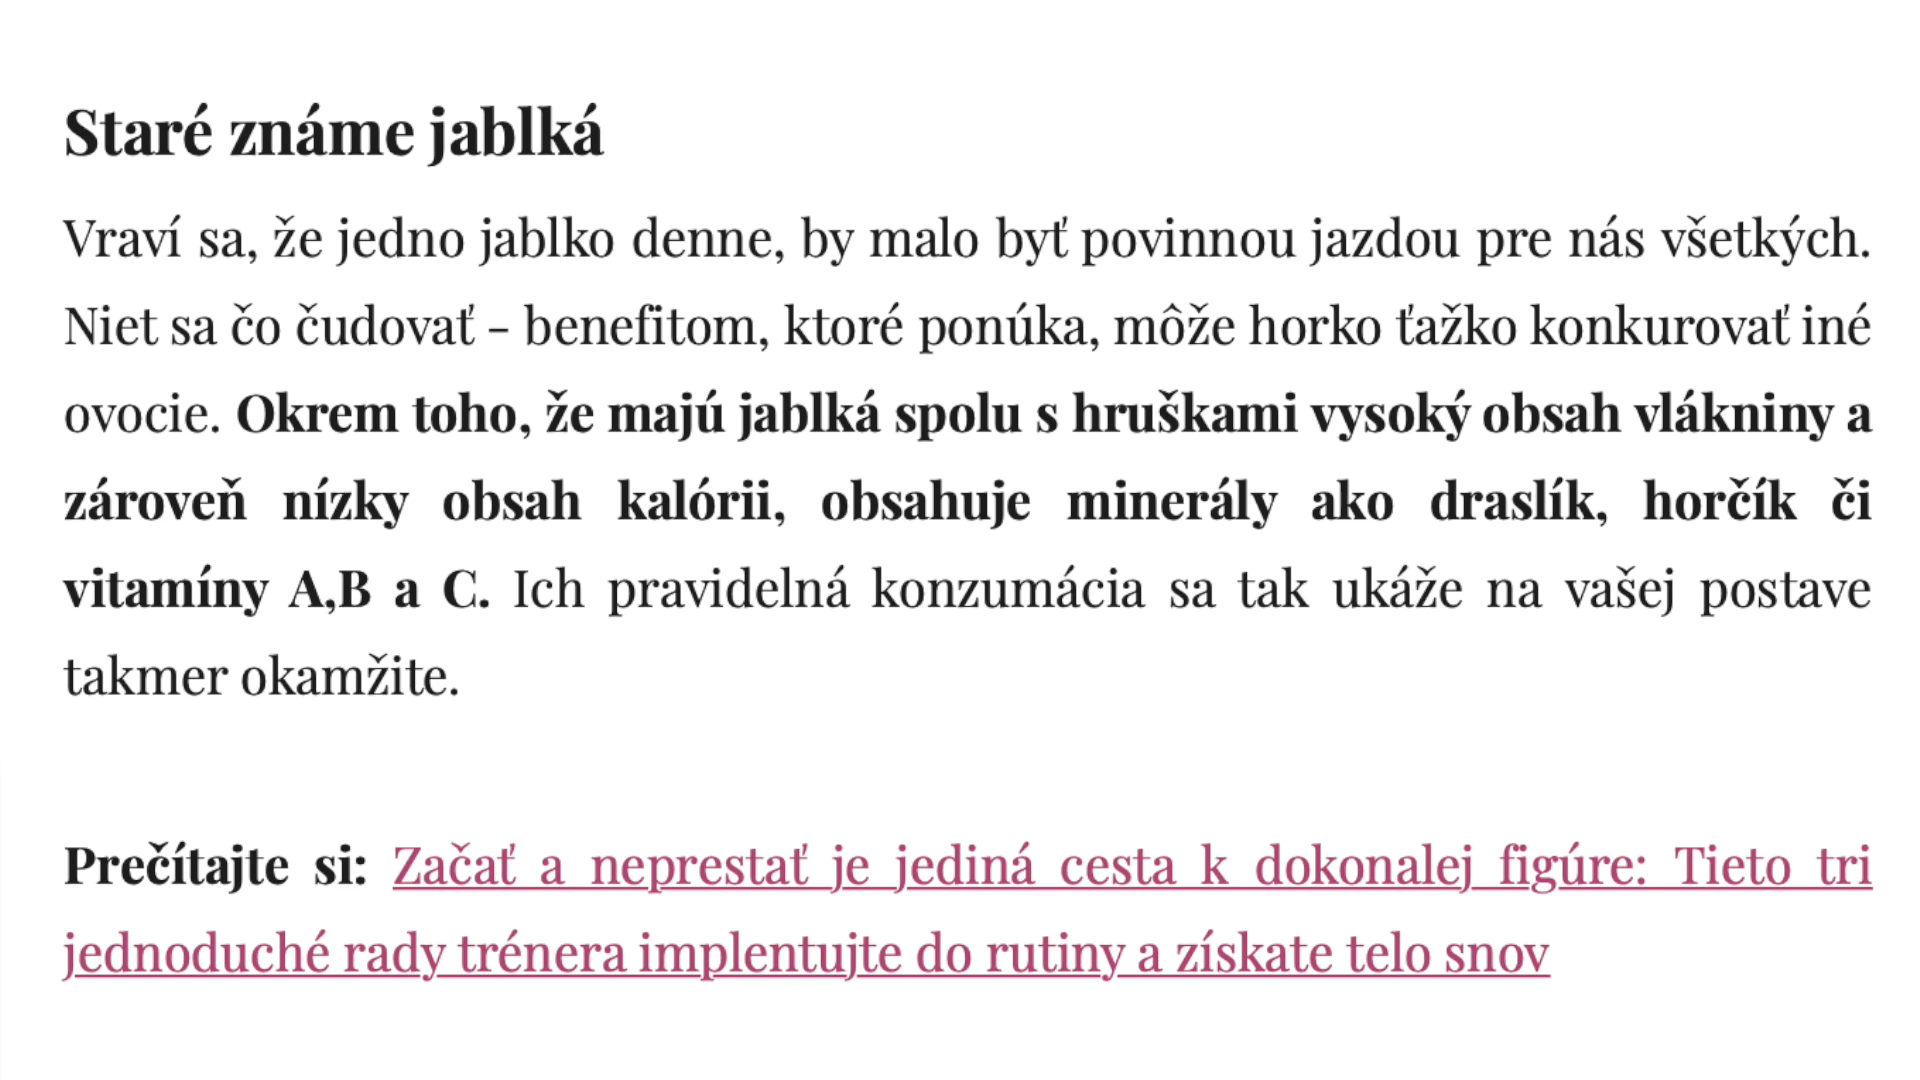 Staré známe jablká
Vraví sa, že jedno jablko denne, by malo byť povinnou jazdou pre nás všetkých.
Niet sa čo čudovať - benefitom, ktoré ponúka, môže horko ťažko konkurovať iné
ovocie. Okrem toho, že majú jablká spolu s hruškami vysoký obsah vlákniny a
zároveň nízky obsah kalórii, obsahuje minerály ako draslík, horčík či
vitamíny A,B a C. Ich pravidelná konzumácia sa tak ukáže na vašej postave
takmer okamžite.
Prečítajte si: Začať a neprestať je jediná cesta k dokonalej figúre: Tieto tri
jednoduché rady trénera implentujte do rutiny a získate telo snov